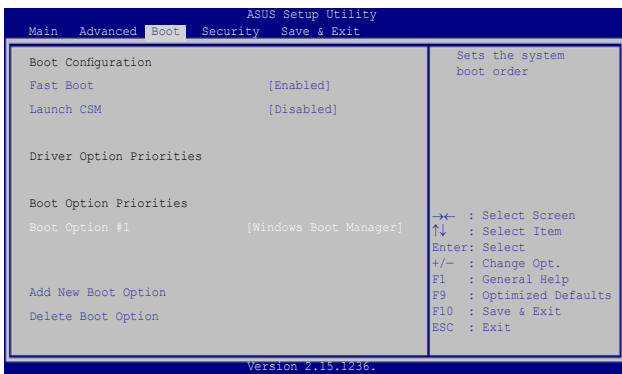 ASUS Setup Utility
Main Advanced Boot Security Save & Exit
Boot Configuration
Fast Boot [Enabled]
Launch CSM [Disabled]
Driver Option Priorities
Boot Option Priorities
Boot Option #1 [Windows Boot Manager]
Add New Boot Option
Delete Boot Option
Sets the system
boot order
→← : Select Screen
↑↓ : Select Item
Enter: Select
+/— : Change Opt.
F1 : General Help
F9 : Optimized Defaults
F10 : Save & Exit
ESC : Exit
Version 2.15.1236.